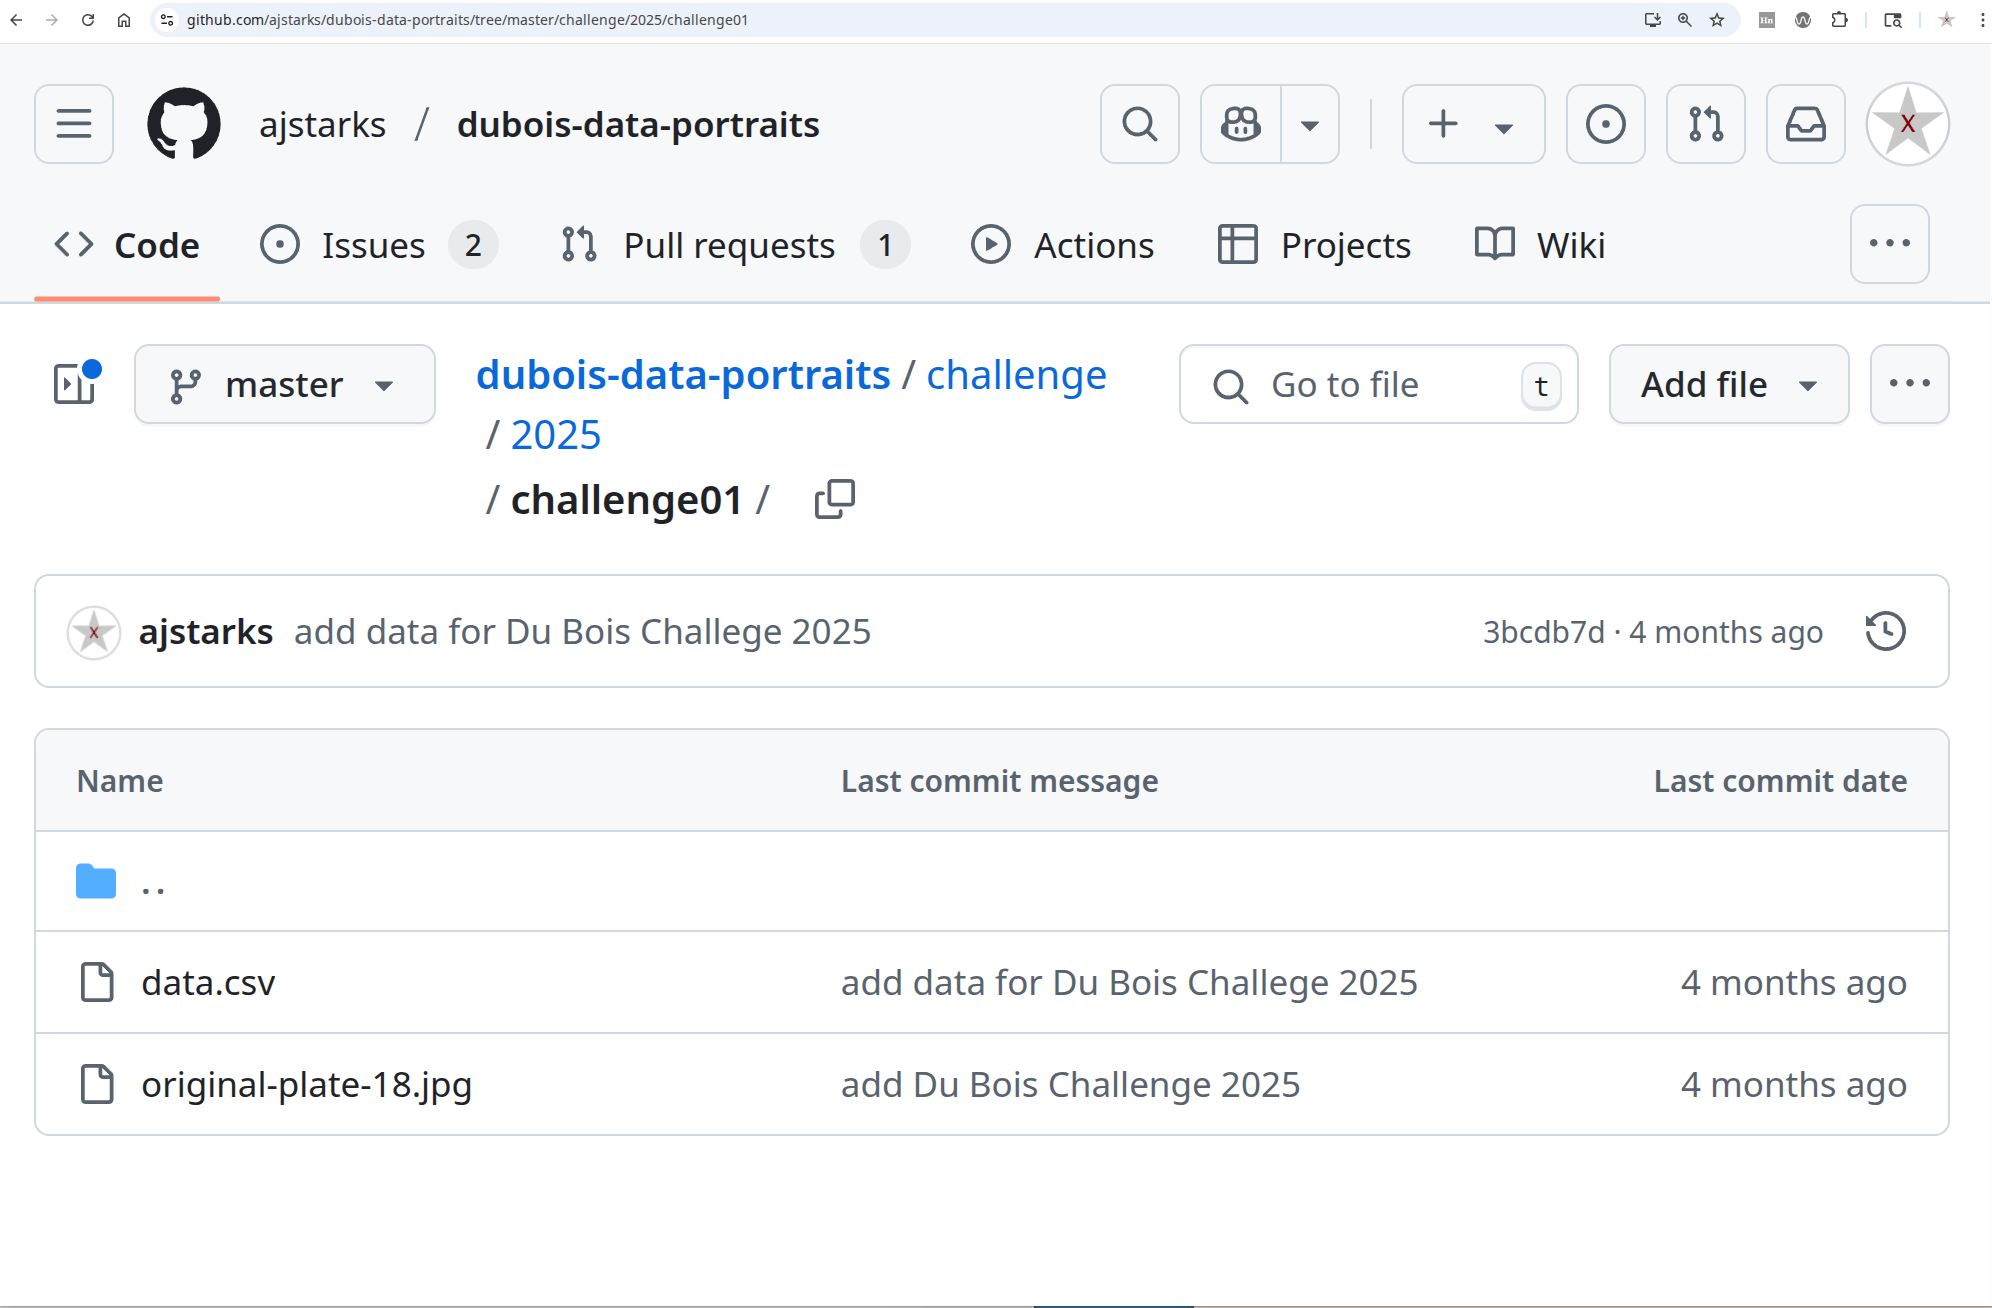 github.com/ajstarks/dubois-data-portraits/tree/master/challenge/2025/challenge01
Hn
ajstarks / dubois-data-portraits
X
Code Issues 2 Pull requests 1 Actions Projects Wiki
master dubois-data-portraits / challenge Go to file t Add file
/ 2025
/ challenge01 /
X ajstarks add data for Du Bois Challege 2025 3bcdb7d · 4 months ago
Name Last commit message Last commit date
..
data.csv add data for Du Bois Challege 2025 4 months ago
original-plate-18.jpg add Du Bois Challenge 2025 4 months ago